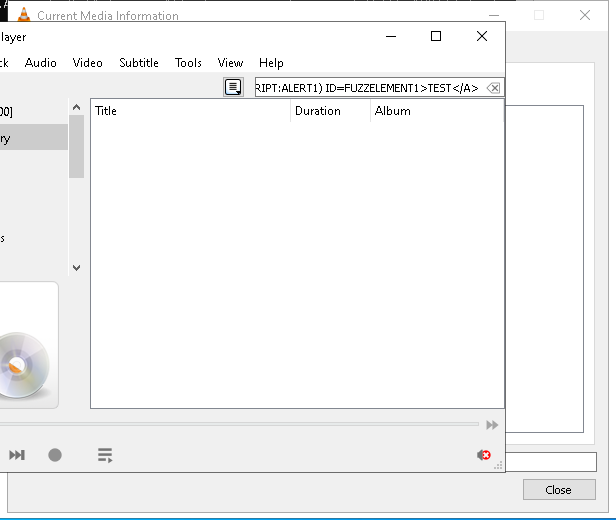 Current Media Information
layer
ck Audio Video Subtitle Tools View Help
RIPT:ALERT1) ID=FUZZELEMENT1>TEST</A>
Title Duration Album
00]
ry
s
Close